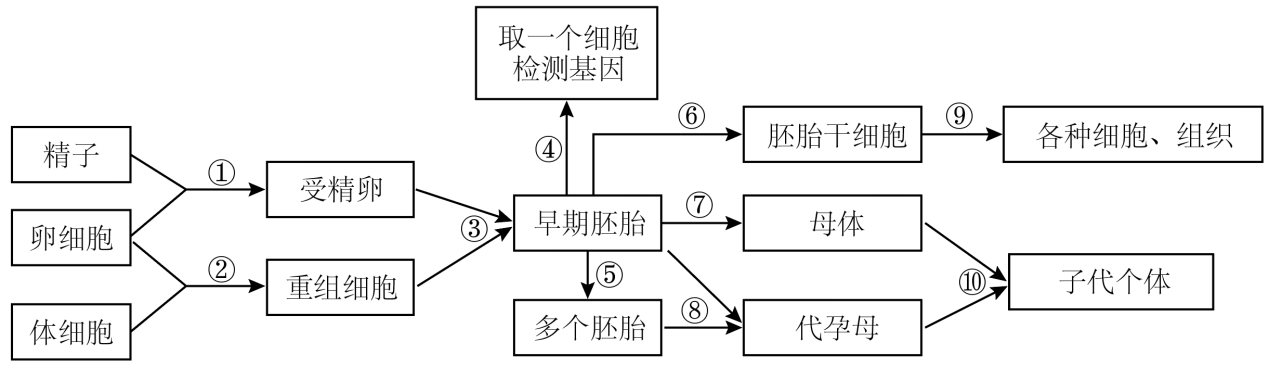 取一个细胞
检测基因
精子
①
受精卵
卵细胞
②
重组细胞
体细胞
③
④
早期胚胎
⑤
多个胚胎
⑥
胚胎干细胞
⑨
各种细胞、组织
⑦
母体
⑧
代孕母
⑩
子代个体